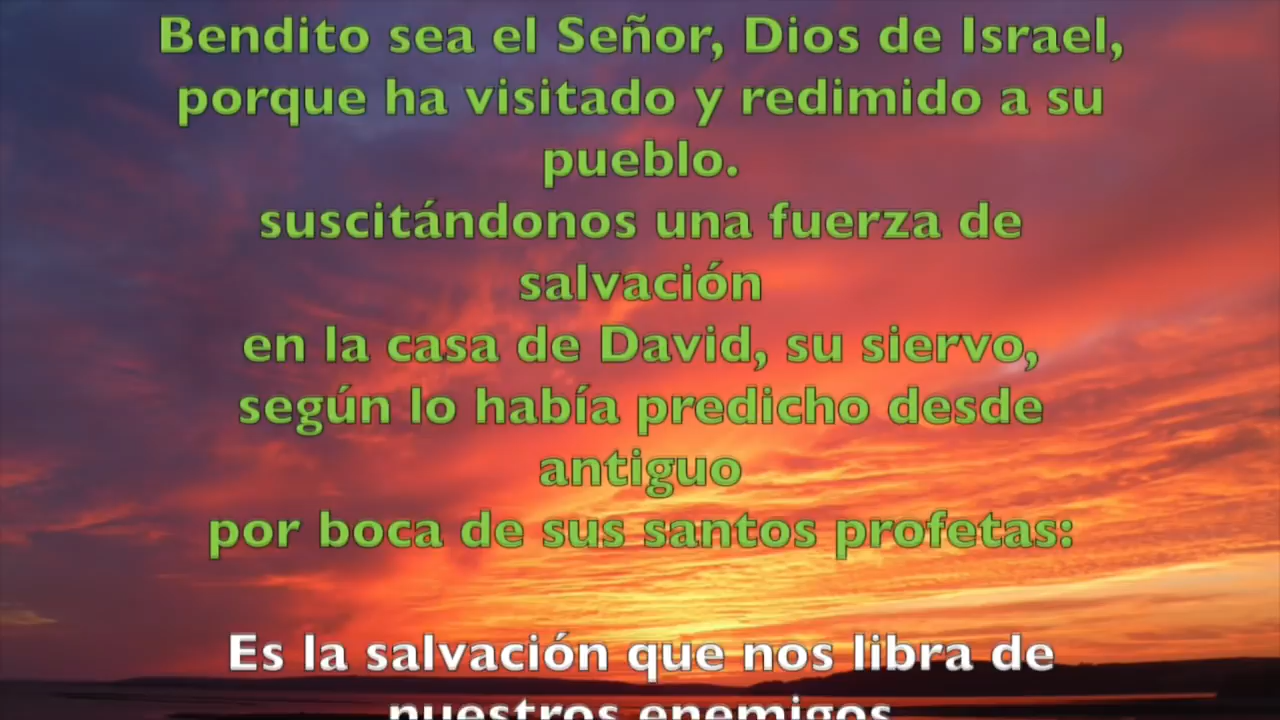 Bendito sea el Señor, Dios de Israel,
porque ha visitado y redimido a su
pueblo.
suscitándonos una fuerza de
salvación
en la casa de David, su siervo,
según lo había predicho desde
antiguo
por boca de sus santos profetas:
Es la salvación que nos libra de
nuestros enemigos